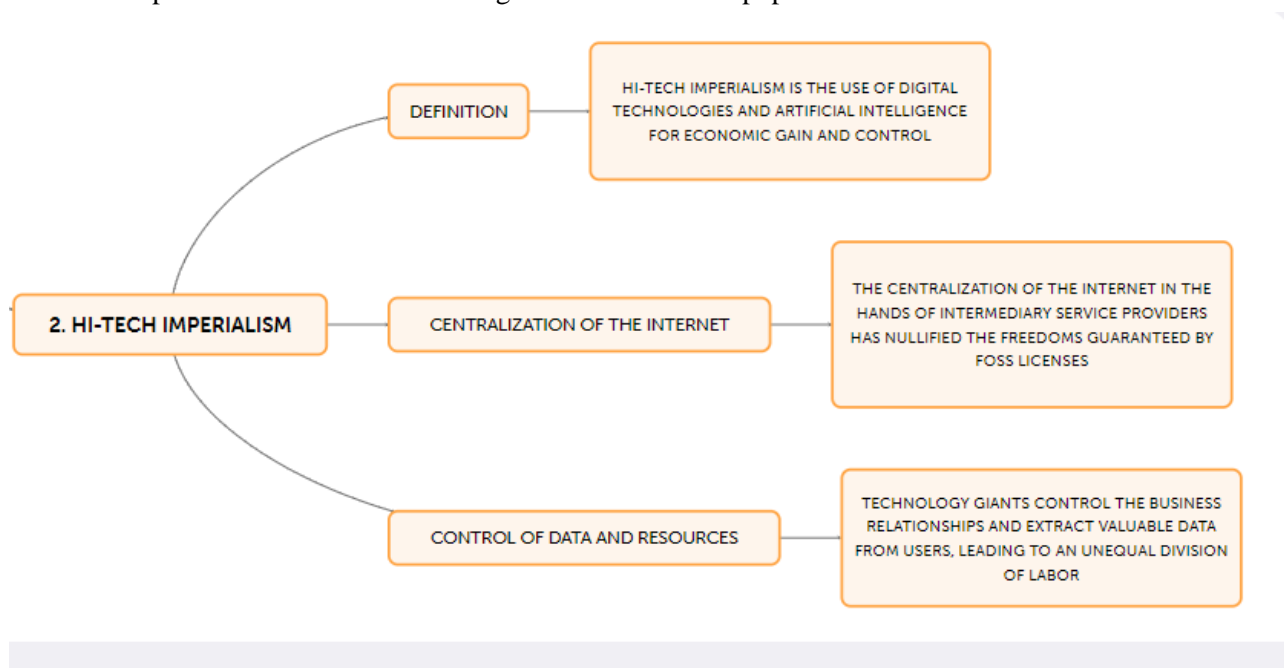 DEFINITION
HI-TECH IMPERIALISM IS THE USE OF DIGITAL
TECHNOLOGIES AND ARTIFICIAL INTELLIGENCE
FOR ECONOMIC GAIN AND CONTROL
2. HI-TECH IMPERIALISM
CENTRALIZATION OF THE INTERNET
THE CENTRALIZATION OF THE INTERNET IN THE
HANDS OF INTERMEDIARY SERVICE PROVIDERS
HAS NULLIFIED THE FREEDOMS GUARANTEED BY
FOSS LICENSES
CONTROL OF DATA AND RESOURCES
TECHNOLOGY GIANTS CONTROL THE BUSINESS
RELATIONSHIPS AND EXTRACT VALUABLE DATA
FROM USERS, LEADING TO AN UNEQUAL DIVISION
OF LABOR